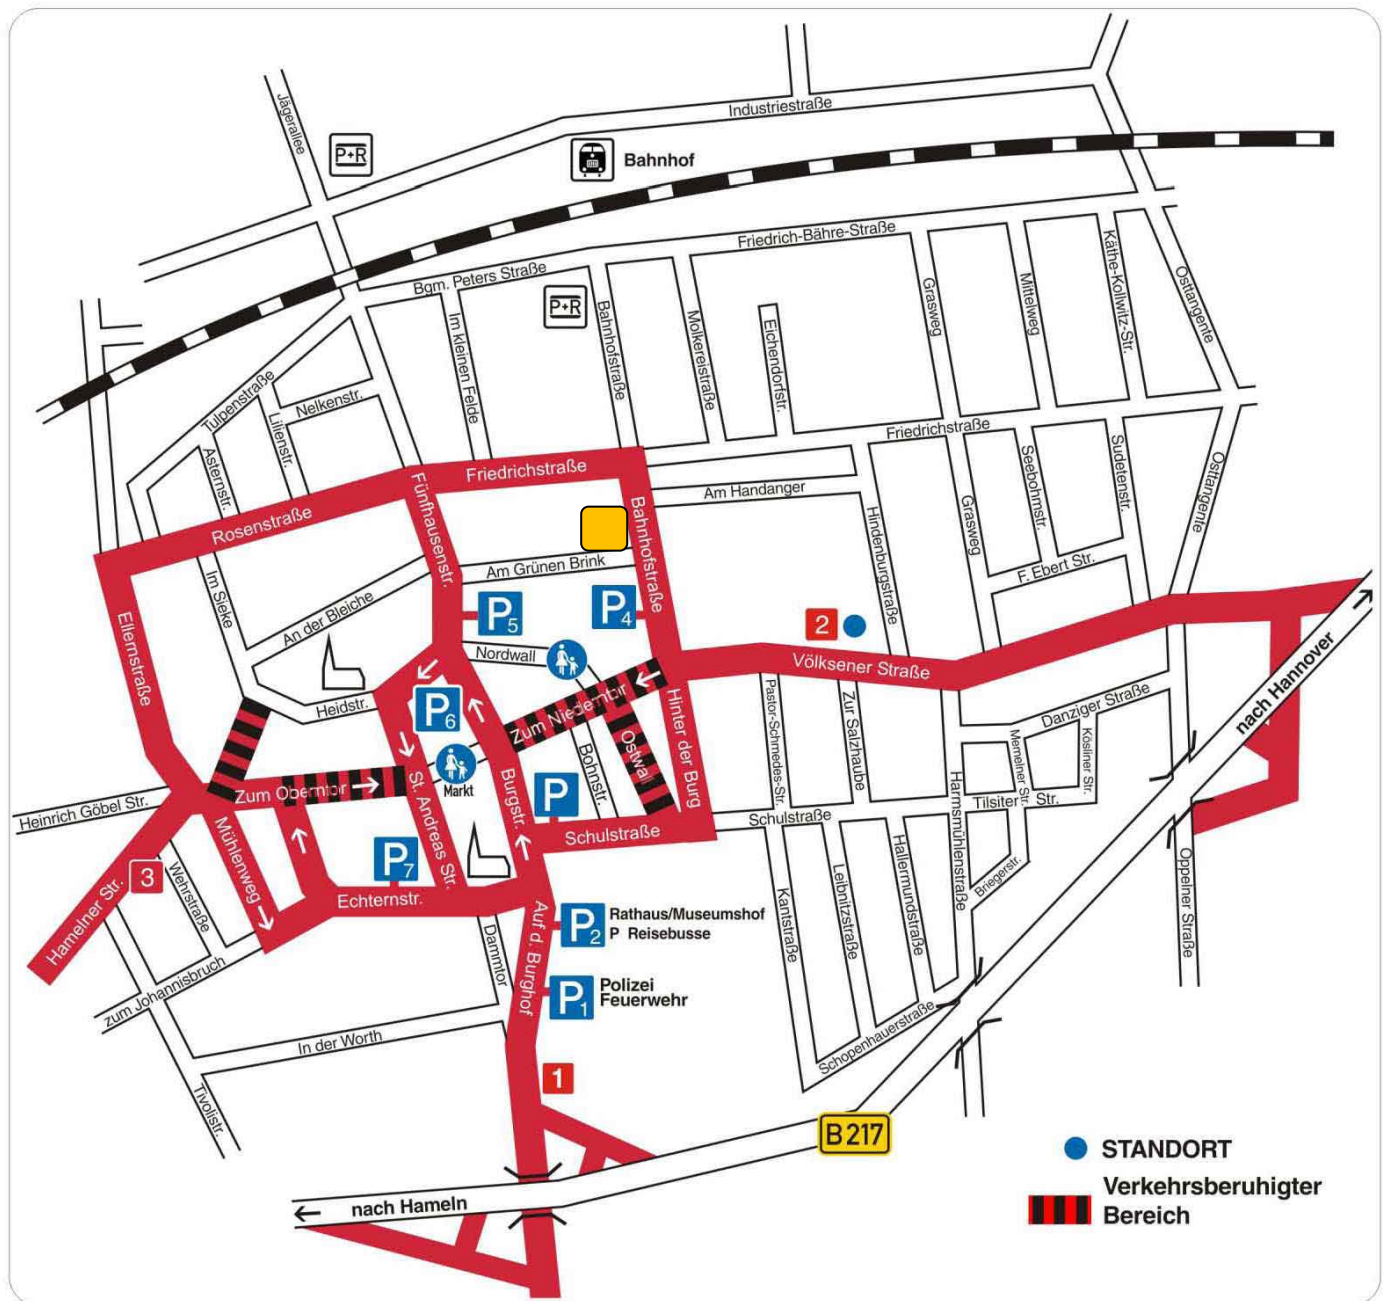 Jägerallee
P+R
Industriestraße
Bahnhof
Friedrich-Bähre-Straße
Bgm. Peters Straße
P+R
Im kleinen Felde
Bahnhofstraße
Molkereistraße
Eichendorfstr.
Grasweg
Mittelweg
Käthe-Kollwitz-Str.
Osttangente
Tulpenstraße
Nelkenstr.
Lilienstr.
Asternstr.
Friedrichstraße
Friedrichstraße
Rosenstraße
Fünfhausenstr.
Am Handanger
Bahnhofstraße
Hindenburgstraße
Grasweg
Seebohmstr.
Sudetenstr.
Osttangente
F. Ebert Str.
Am Grünen Brink
Im Sieke
An der Bleiche
Ellernstraße
P5
P4
2
Nordwall
Völksener Straße
nach Hannover
Heidstr.
P6
Zum Niederntor
Hinter der Burg
Pastor-Schmedes-Str.
Zur Salzhaube
Danziger Straße
Memelner Str.
Kösliner Str.
Ostwall
Bohnstr.
Markt
Burgstr.
P
St. Andreas Str.
Zum Oberntor
Heinrich Göbel Str.
Schulstraße
Schulstraße
Tilsiter Str.
Harmsmühlenstraße
Mühlenweg
P7
3
Hamelner Str.
Wehrstraße
Echternstr.
Kantstraße
Leibnitzstraße
Hallermundstraße
Briegerstr.
Oppelner Straße
Auf d. Burghof
Dammtor
P2
Rathaus/Museumshof
P Reisebusse
P1
Polizei
Feuerwehr
zum Johannisbruch
In der Worth
Schopenhauerstraße
Tivolistr.
1
B 217
nach Hameln
STANDORT
Verkehrsberuhigter
Bereich